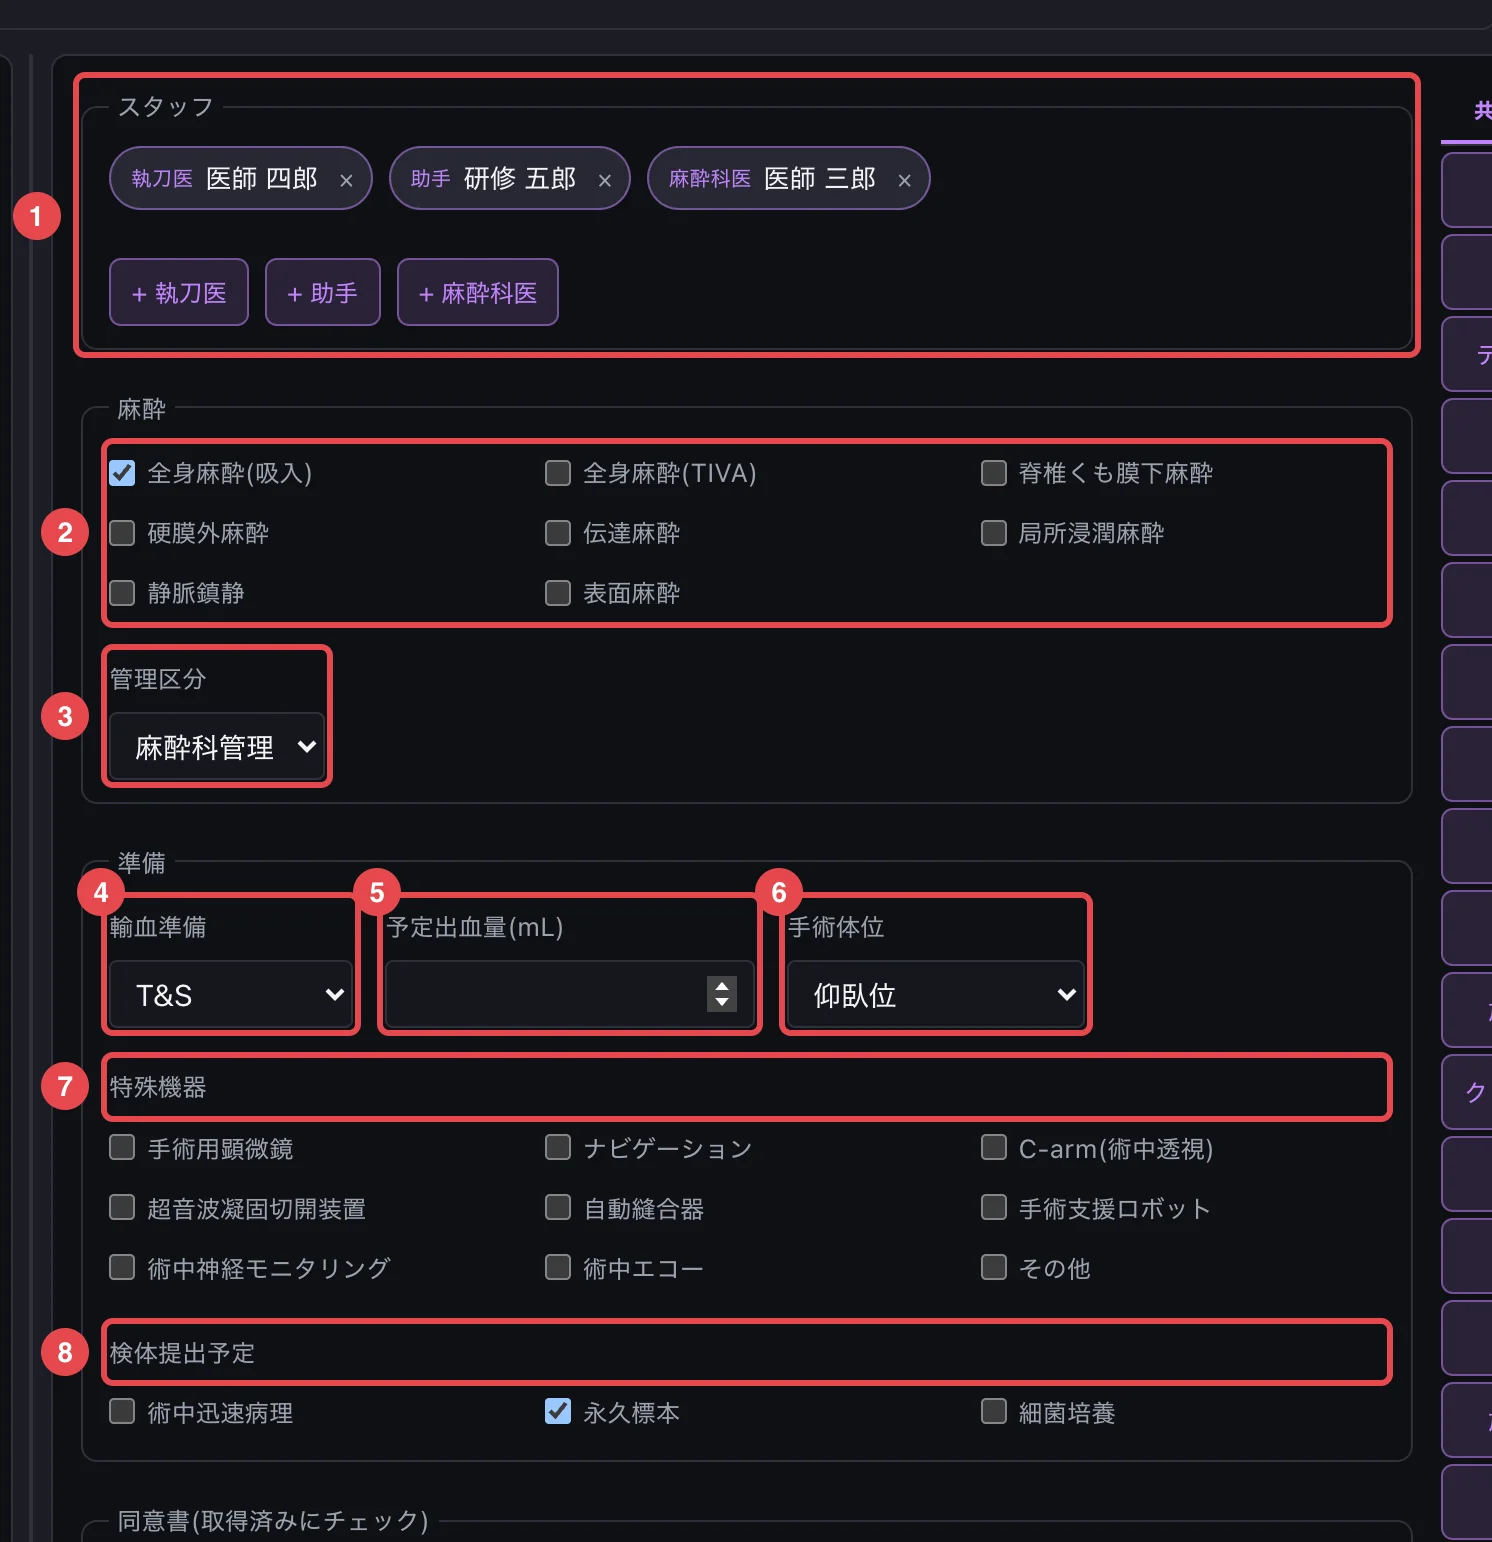 共
スタッフ
執刀医 医師 四郎 × 助手 研修 五郎 × 麻酔科医 医師 三郎 ×
1
+ 執刀医 + 助手 + 麻酔科医
麻酔
全身麻酔(吸入) 全身麻酔(TIVA) 脊椎くも膜下麻酔
2
硬膜外麻酔 伝達麻酔 局所浸潤麻酔
静脈鎮静 表面麻酔
管理区分
3
麻酔科管理
準備
4 5 6
輸血準備 予定出血量(mL) 手術体位
T&S 仰臥位
7
特殊機器
手術用顕微鏡 ナビゲーション C-arm(術中透視)
超音波凝固切開装置 自動縫合器 手術支援ロボット
術中神経モニタリング 術中エコー その他
8
検体提出予定
術中迅速病理 永久標本 細菌培養
同意書(取得済みにチェック)
ク